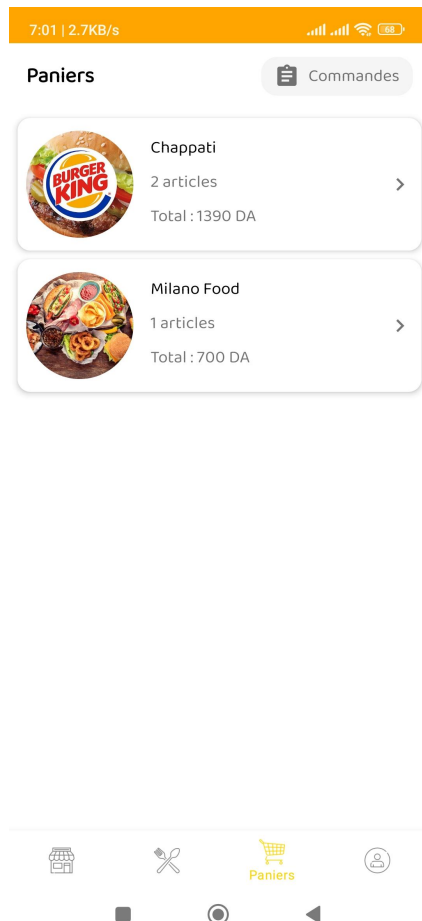 7:01 | 2.7KB/s
68
Paniers
Commandes
BURGER
KING
Chappati
2 articles
Total : 1390 DA
Milano Food
1 articles
Total : 700 DA
Paniers